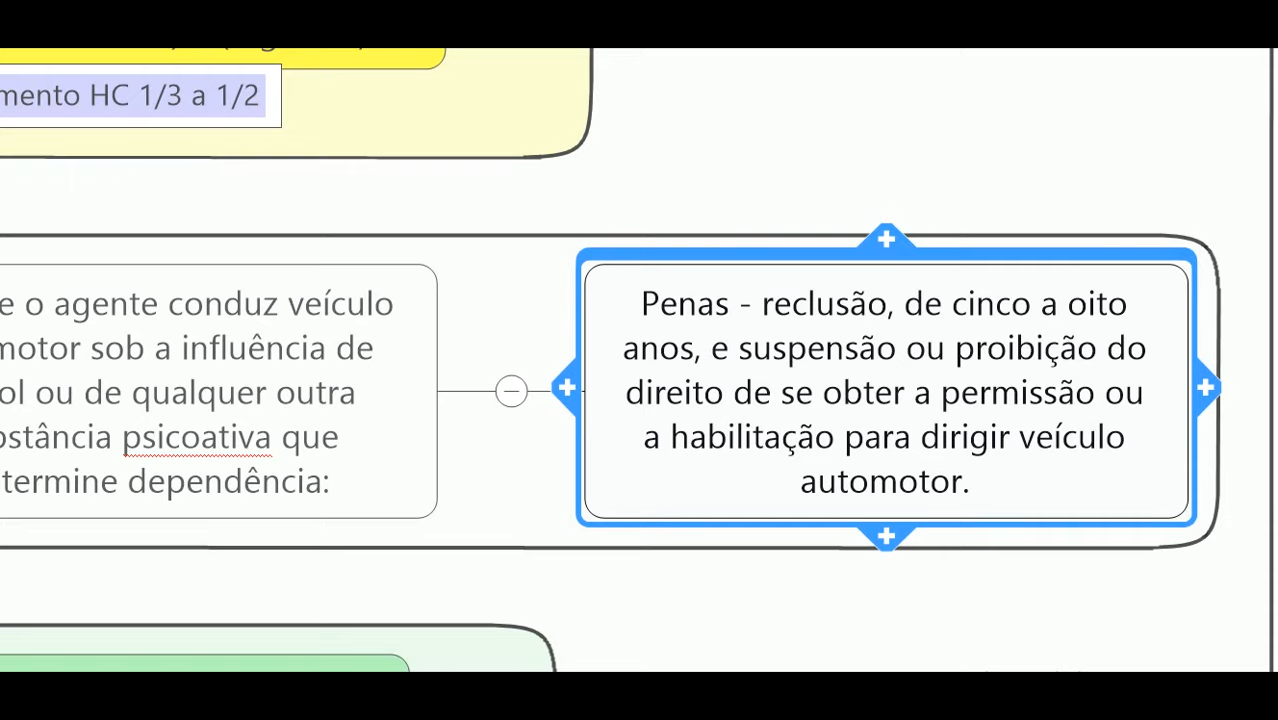 mento HC 1/3 a 1/2
e o agente conduz veículo
motor sob a influência de
ol ou de qualquer outra
stância psicoativa que
termine dependência:
Penas - reclusão, de cinco a oito
anos, e suspensão ou proibição do
direito de se obter a permissão ou
a habilitação para dirigir veículo
automotor.